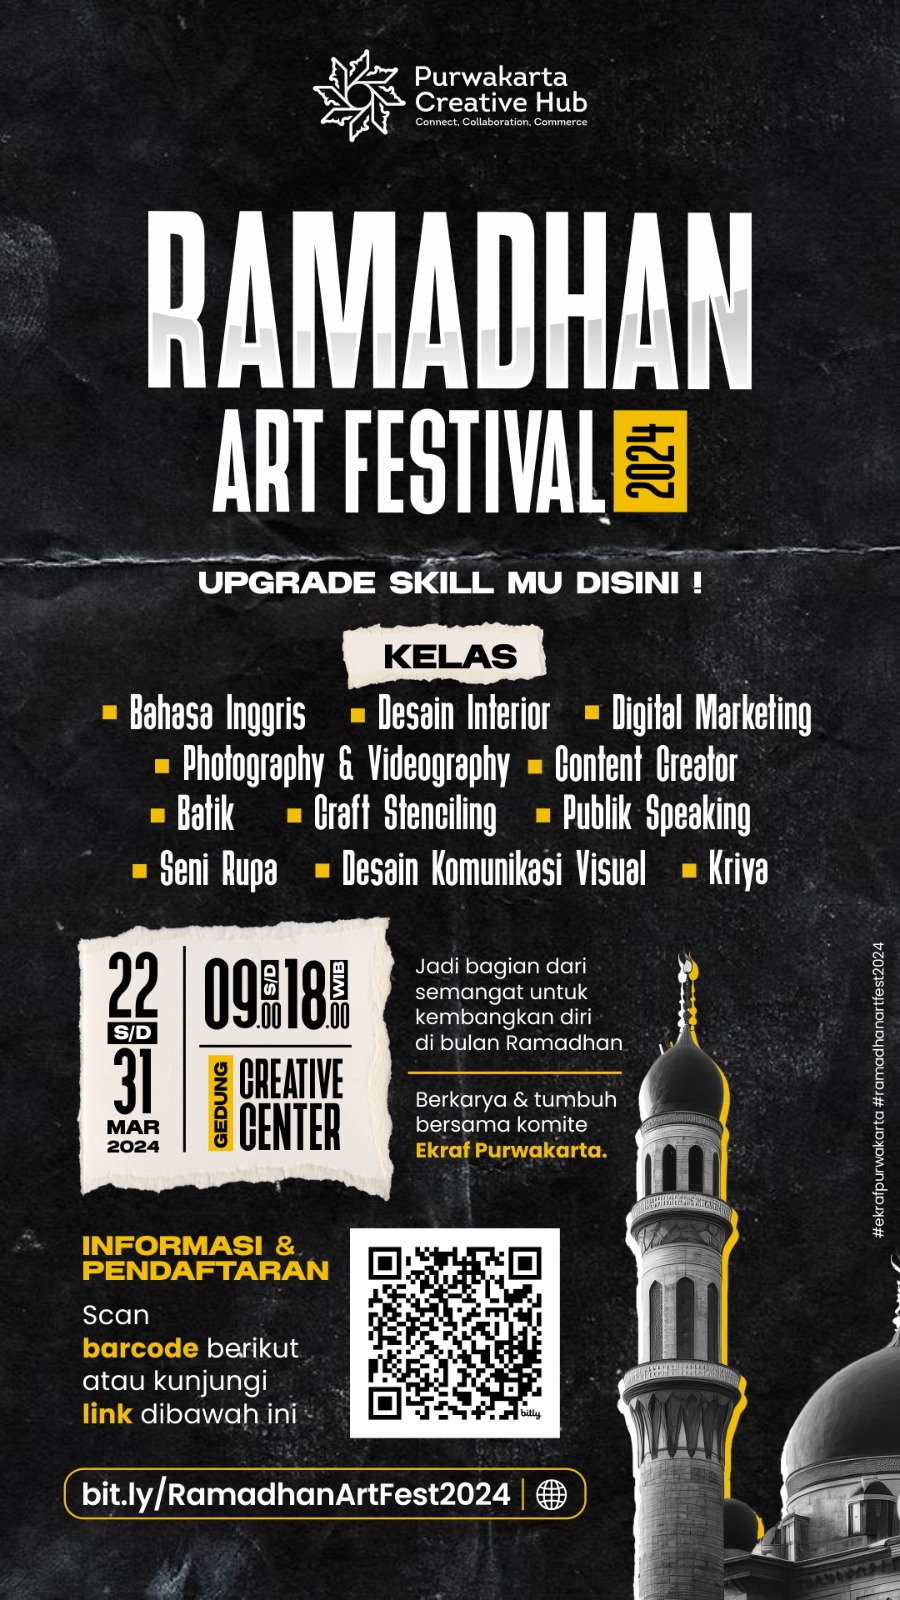 Purwakarta
Creative Hub
Connect, Collaboration, Commerce
RAMADHAN
ART FESTIVAL 2024
UPGRADE SKILL MU DISINI !
KELAS
Bahasa Inggris Desain Interior Digital Marketing
Photography & Videography Content Creator
Batik Craft Stenciling Publik Speaking
Seni Rupa Desain Komunikasi Visual Kriya
22
S/D
31
MAR
2024
09.00 S/D 18.00 WIB
GEDUNG
CREATIVE
CENTER
Jadi bagian dari
semangat untuk
kembangkan diri
di bulan Ramadhan
Berkarya & tumbuh
bersama komite
Ekraf Purwakarta.
#ekrafpurwakarta #ramadhanartfest2024
INFORMASI &
PENDAFTARAN
Scan
barcode berikut
atau kunjungi
link dibawah ini
bitly
bit.ly/RamadhanArtFest2024